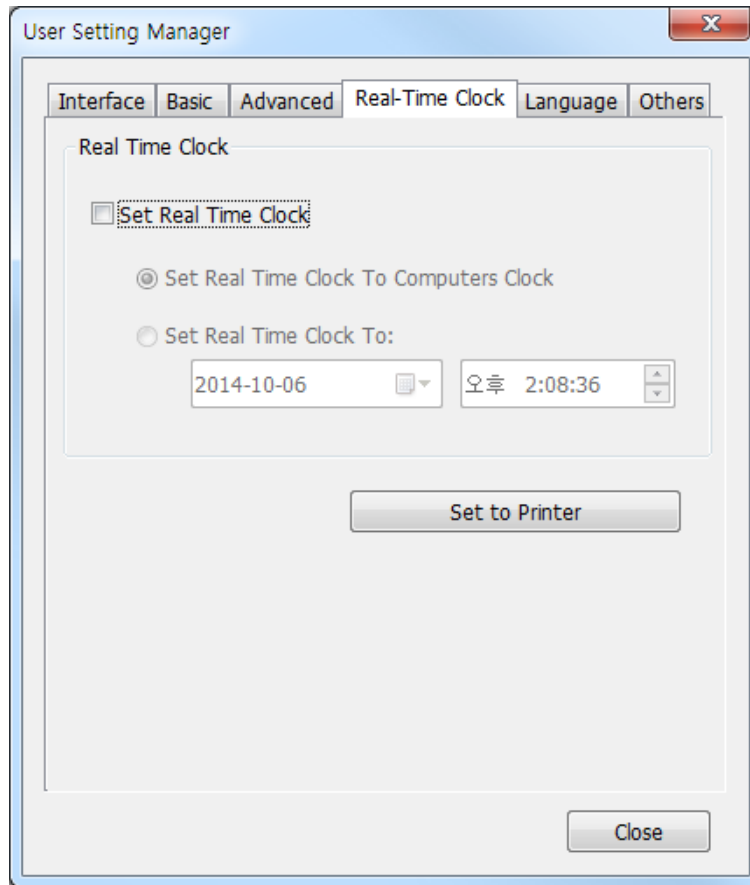 User Setting Manager
Interface Basic Advanced Real-Time Clock Language Others
Real Time Clock
Set Real Time Clock
Set Real Time Clock To Computers Clock
Set Real Time Clock To:
2014-10-06 오후 2:08:36
Set to Printer
Close